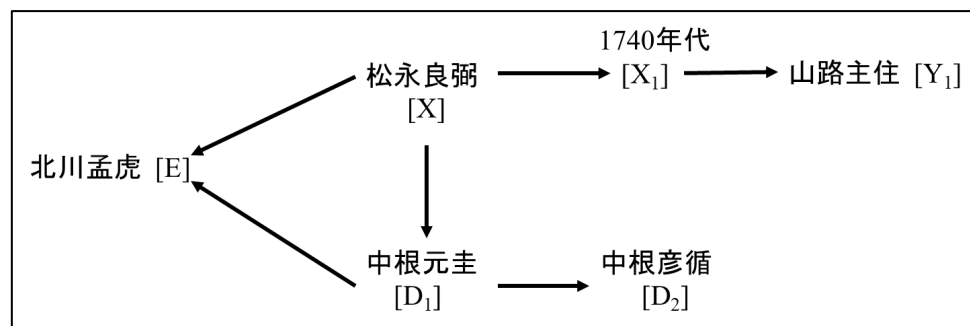 1740年代
松永良弼
[X]
[X₁]
山路主住 [Y₁]
北川孟虎 [E]
中根元圭
[D₁]
中根彦循
[D₂]